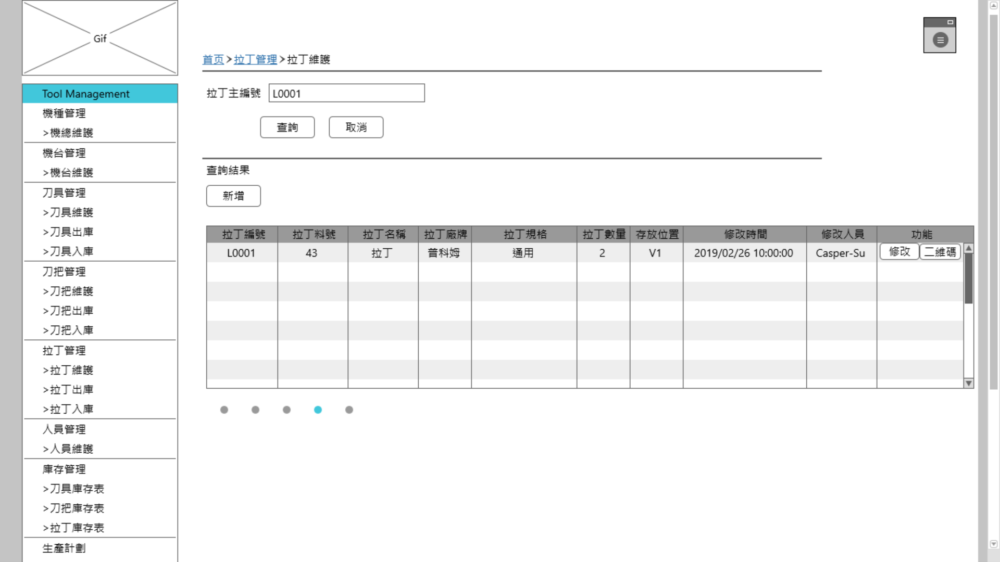 Gif
首页>拉丁管理>拉丁維護
Tool Management
機種管理
>機總維護
機台管理
>機台維護
刀具管理
>刀具維護
>刀具出庫
>刀具入庫
刀把管理
>刀把維護
>刀把出庫
>刀把入庫
拉丁管理
>拉丁維護
>拉丁出庫
>拉丁入庫
人員管理
>人員維護
庫存管理
>刀具庫存表
>刀把庫存表
>拉丁庫存表
生產計劃
拉丁主編號 L0001
查詢 取消
查詢結果
新增
拉丁編號 拉丁料號 拉丁名稱 拉丁廠牌 拉丁規格 拉丁數量 存放位置 修改時間 修改人員 功能
L0001 43 拉丁 普科姆 通用 2 V1 2019/02/26 10:00:00 Casper-Su 修改 二維碼